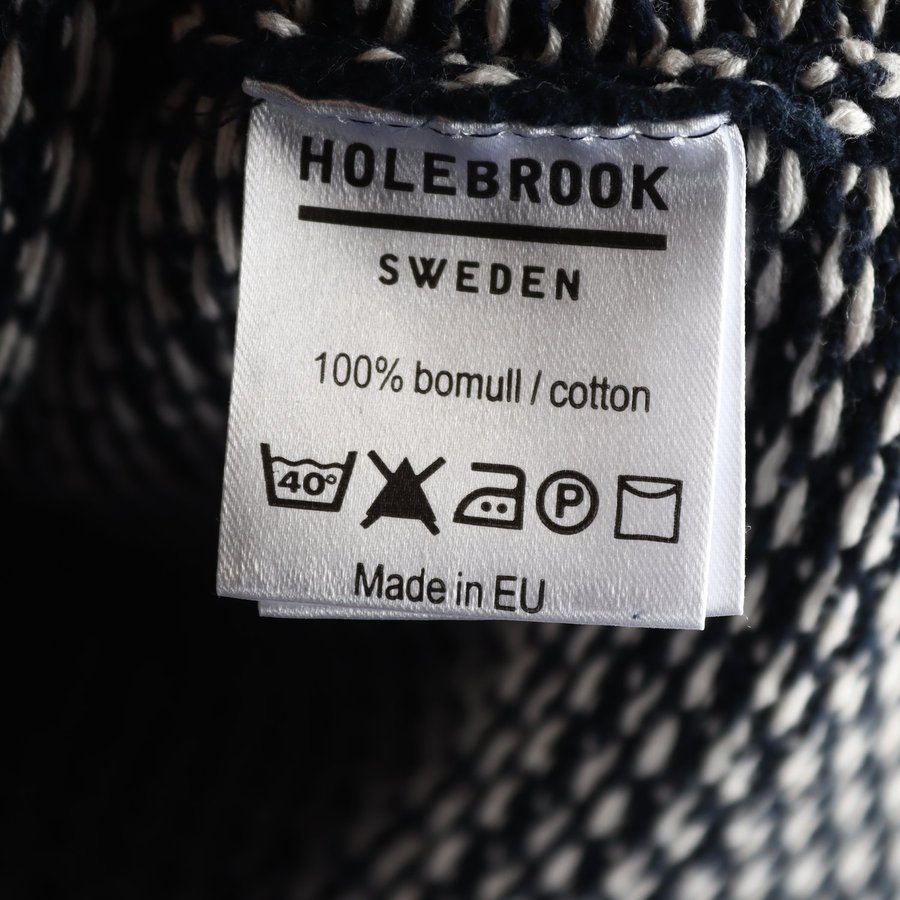 HOLEBROOK
SWEDEN
100% bomull / cotton
40° P
Made in EU